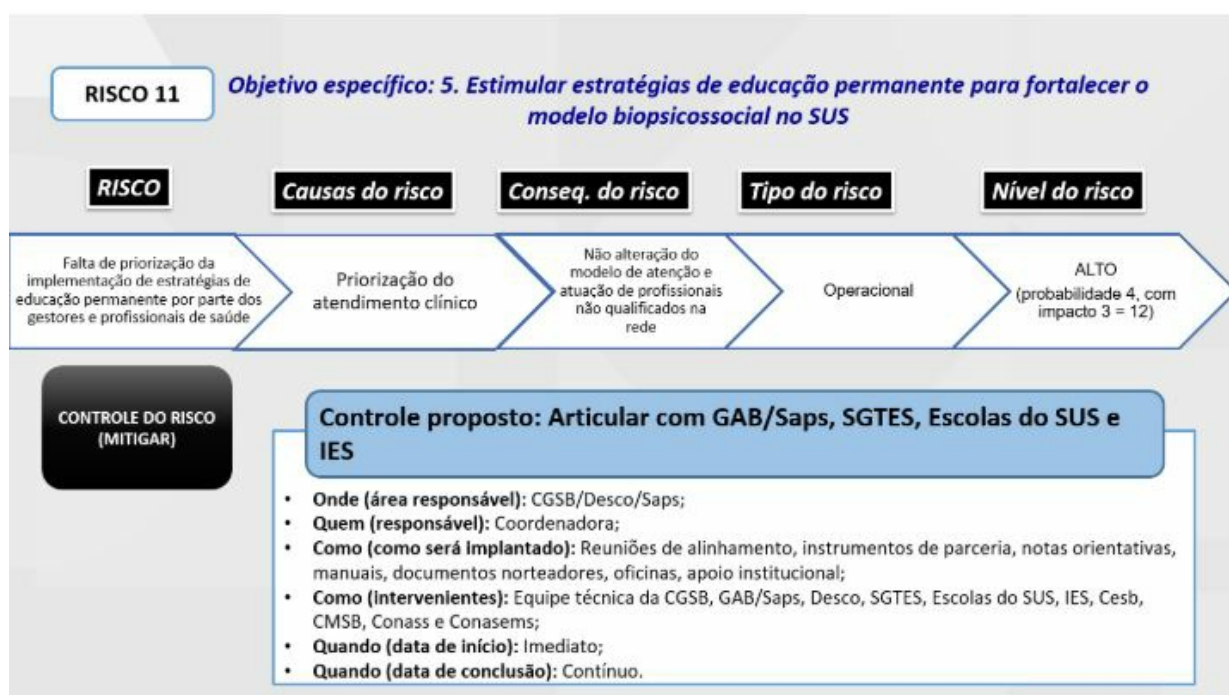 RISCO 11
Objetivo específico: 5. Estimular estratégias de educação permanente para fortalecer o
modelo biopsicossocial no SUS
RISCO
Causas do risco
Conseq. do risco
Tipo do risco
Nível do risco
Falta de priorização da
implementação de estratégias de
educação permanente por parte dos
gestores e profissionais de saúde
Priorização do
atendimento clínico
Não alteração do
modelo de atenção e
atuação de profissionais
não qualificados na
rede
Operacional
ALTO
(probabilidade 4, com
impacto 3 = 12)
CONTROLE DO RISCO
(MITIGAR)
Controle proposto: Articular com GAB/Saps, SGTES, Escolas do SUS e
IES
• Onde (área responsável): CGSB/Desco/Saps;
• Quem (responsável): Coordenadora;
• Como (como será implantado): Reuniões de alinhamento, instrumentos de parceria, notas orientativas,
manuais, documentos norteadores, oficinas, apoio institucional;
• Como (intervenientes): Equipe técnica da CGSB, GAB/Saps, Desco, SGTES, Escolas do SUS, IES, Cesb,
CMSB, Conass e Conasems;
• Quando (data de início): Imediato;
• Quando (data de conclusão): Contínuo.